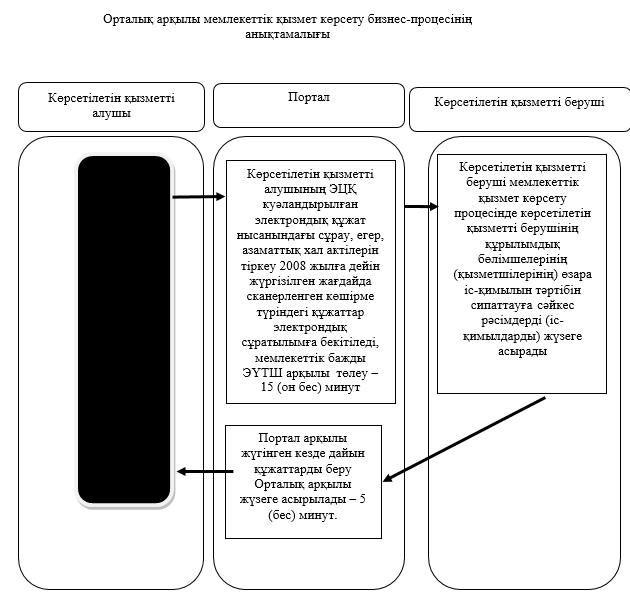 Орталық арқылы мемлекеттік қызмет көрсету бизнес-процесінің
анықтамалығы
Көрсетілетін қызметті
алушы
Портал
Көрсетілетін қызметті беруші
Көрсетілетін қызметті
алушының ЭЦҚ
куәландырылған
электрондық құжат
нысанындағы сұрау, егер,
азаматтық хал актілерін
тіркеу 2008 жылға дейін
жүргізілген жағдайда
сканерленген көшірме
түріндегі құжаттар
электрондық
сұратылымға бекітіледі,
мемлекеттік бажды
ЭҮТШ арқылы төлеу –
15 (он бес) минут
Көрсетілетін қызметті
беруші мемлекеттік
қызмет көрсету
процесінде көрсетілетін
қызметті берушінің
құрылымдық
бөлімшелерінің
(қызметшілерінің) өзара
іс-қимылын тәртібін
сипаттауға сәйкес
рәсімдерді (іс-
қимылдарды) жүзеге
асырады
Портал арқылы
жүгінген кезде дайын
құжаттарды беру
Орталық арқылы
жүзеге асырылады – 5
(бес) минут.